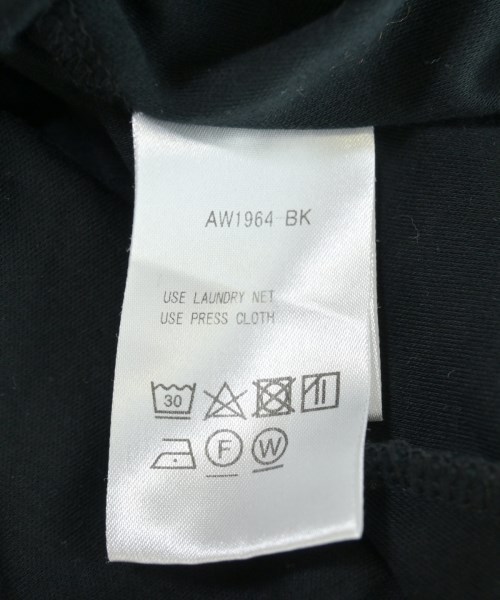 AW1964-BK
USE LAUNDRY NET
USE PRESS CLOTH
30
F W